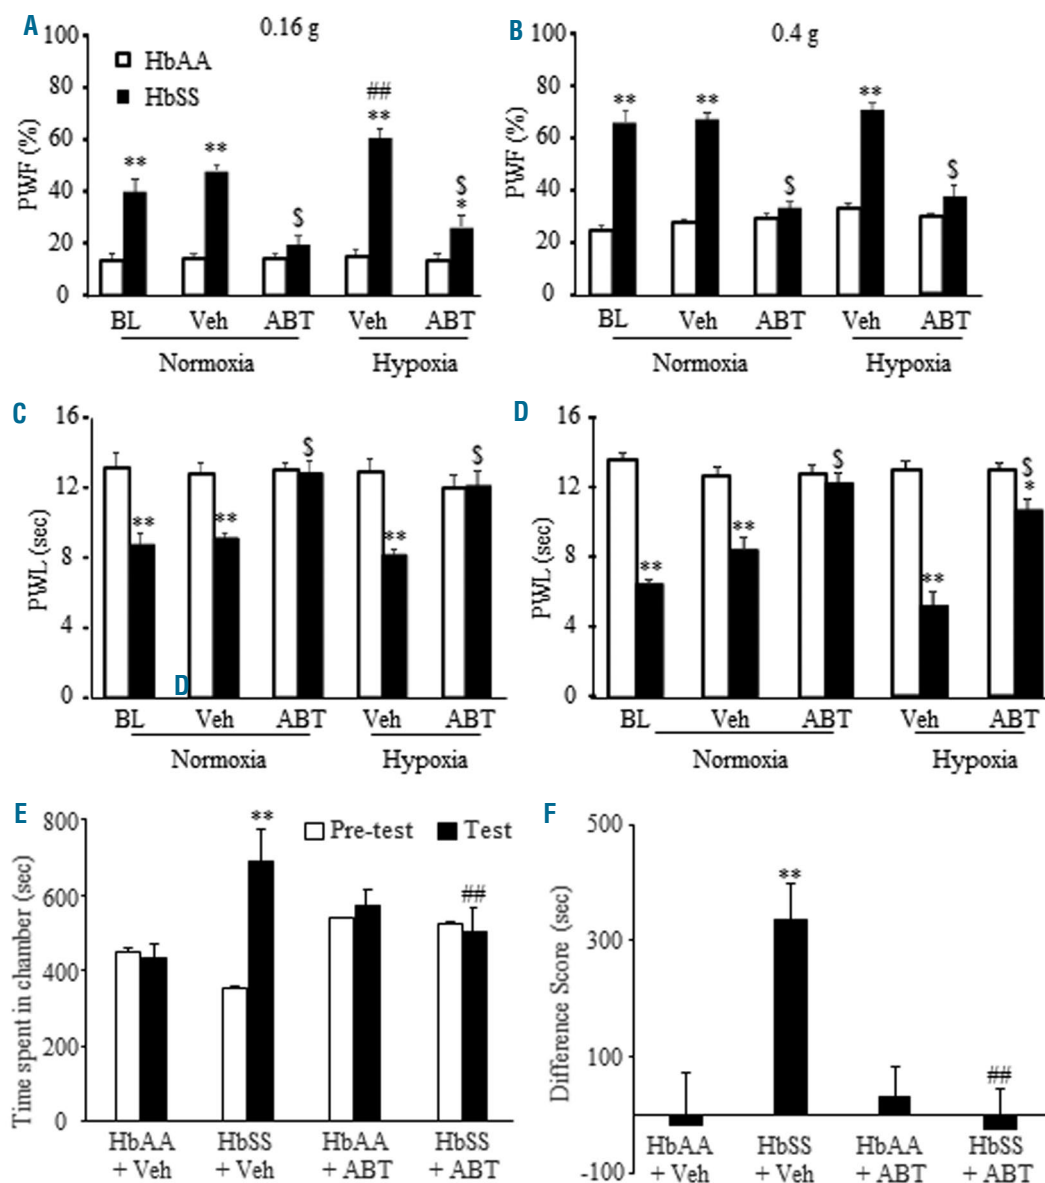 A
0.16 g
100
80
60
40
20
0
PWF (%)
HbAA
HbSS
**
**
$
##
**
$
*
BL Veh ABT Veh ABT
Normoxia Hypoxia
B
0.4 g
100
80
60
40
20
0
PWF (%)
**
**
$
**
$
BL Veh ABT Veh ABT
Normoxia Hypoxia
C
16
12
8
4
0
PWL (sec)
**
**
$
**
$
D
BL Veh ABT Veh ABT
Normoxia Hypoxia
D
16
12
8
4
0
PWL (sec)
**
**
$
**
$
*
BL Veh ABT Veh ABT
Normoxia Hypoxia
E
800
600
400
200
0
Time spent in chamber (sec)
Pre-test Test
**
##
HbAA HbSS HbAA HbSS
+ Veh + Veh + ABT + ABT
F
500
300
100
-100
Difference Score (sec)
**
##
HbAA HbSS HbAA HbSS
+ Veh + Veh + ABT + ABT